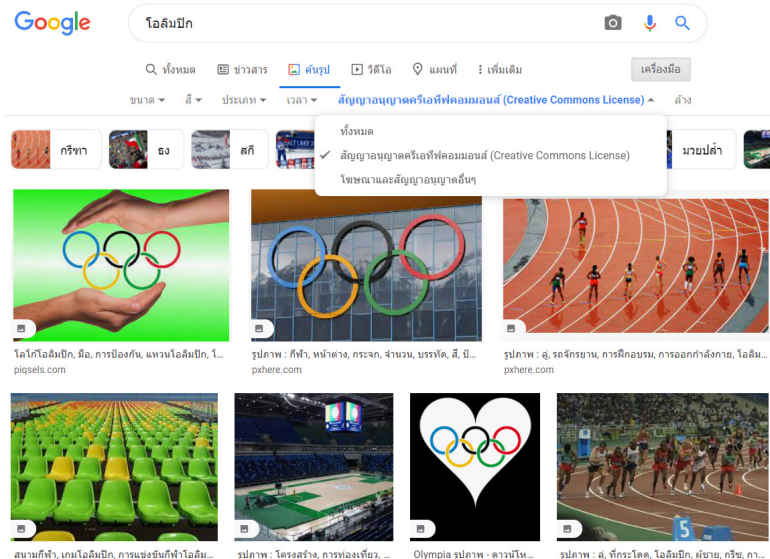 Google
โอลิมปิก
ทั้งหมด ข่าวสาร ค้นรูป วิดีโอ แผนที่ เพิ่มเติม เครื่องมือ
ขนาด สี ประเภท เวลา สัญญาอนุญาตครีเอทีฟคอมมอนส์ (Creative Commons License) ล้าง
ทั้งหมด
สัญญาอนุญาตครีเอทีฟคอมมอนส์ (Creative Commons License)
โฆษณาและสัญญาอนุญาตอื่นๆ
กรีฑา ธง สกี มวยปล้ำ
SALT LAKE
โลโก้โอลิมปิก, มือ, การป้องกัน, แหวนโอลิมปิก, โ...
piqsels.com
รูปภาพ : กีฬา, หน้าต่าง, กระจก, จำนวน, บรรทัด, สี, ป้...
pxhere.com
รูปภาพ : ลู่, รถจักรยาน, การฝึกอบรม, การออกกำลังกาย, โอลิม...
pxhere.com
5
สนามกีฬา, เกมโอลิมปิก, การแข่งขันกีฬาโอลิม...
รูปภาพ : โครงสร้าง, การท่องเที่ยว, ...
Olympia รูปภาพ - ดาวน์โห...
รูปภาพ : ลู่, ที่กระโดด, โอลิมปิก, ผู้ชาย, กรีซ, กา...